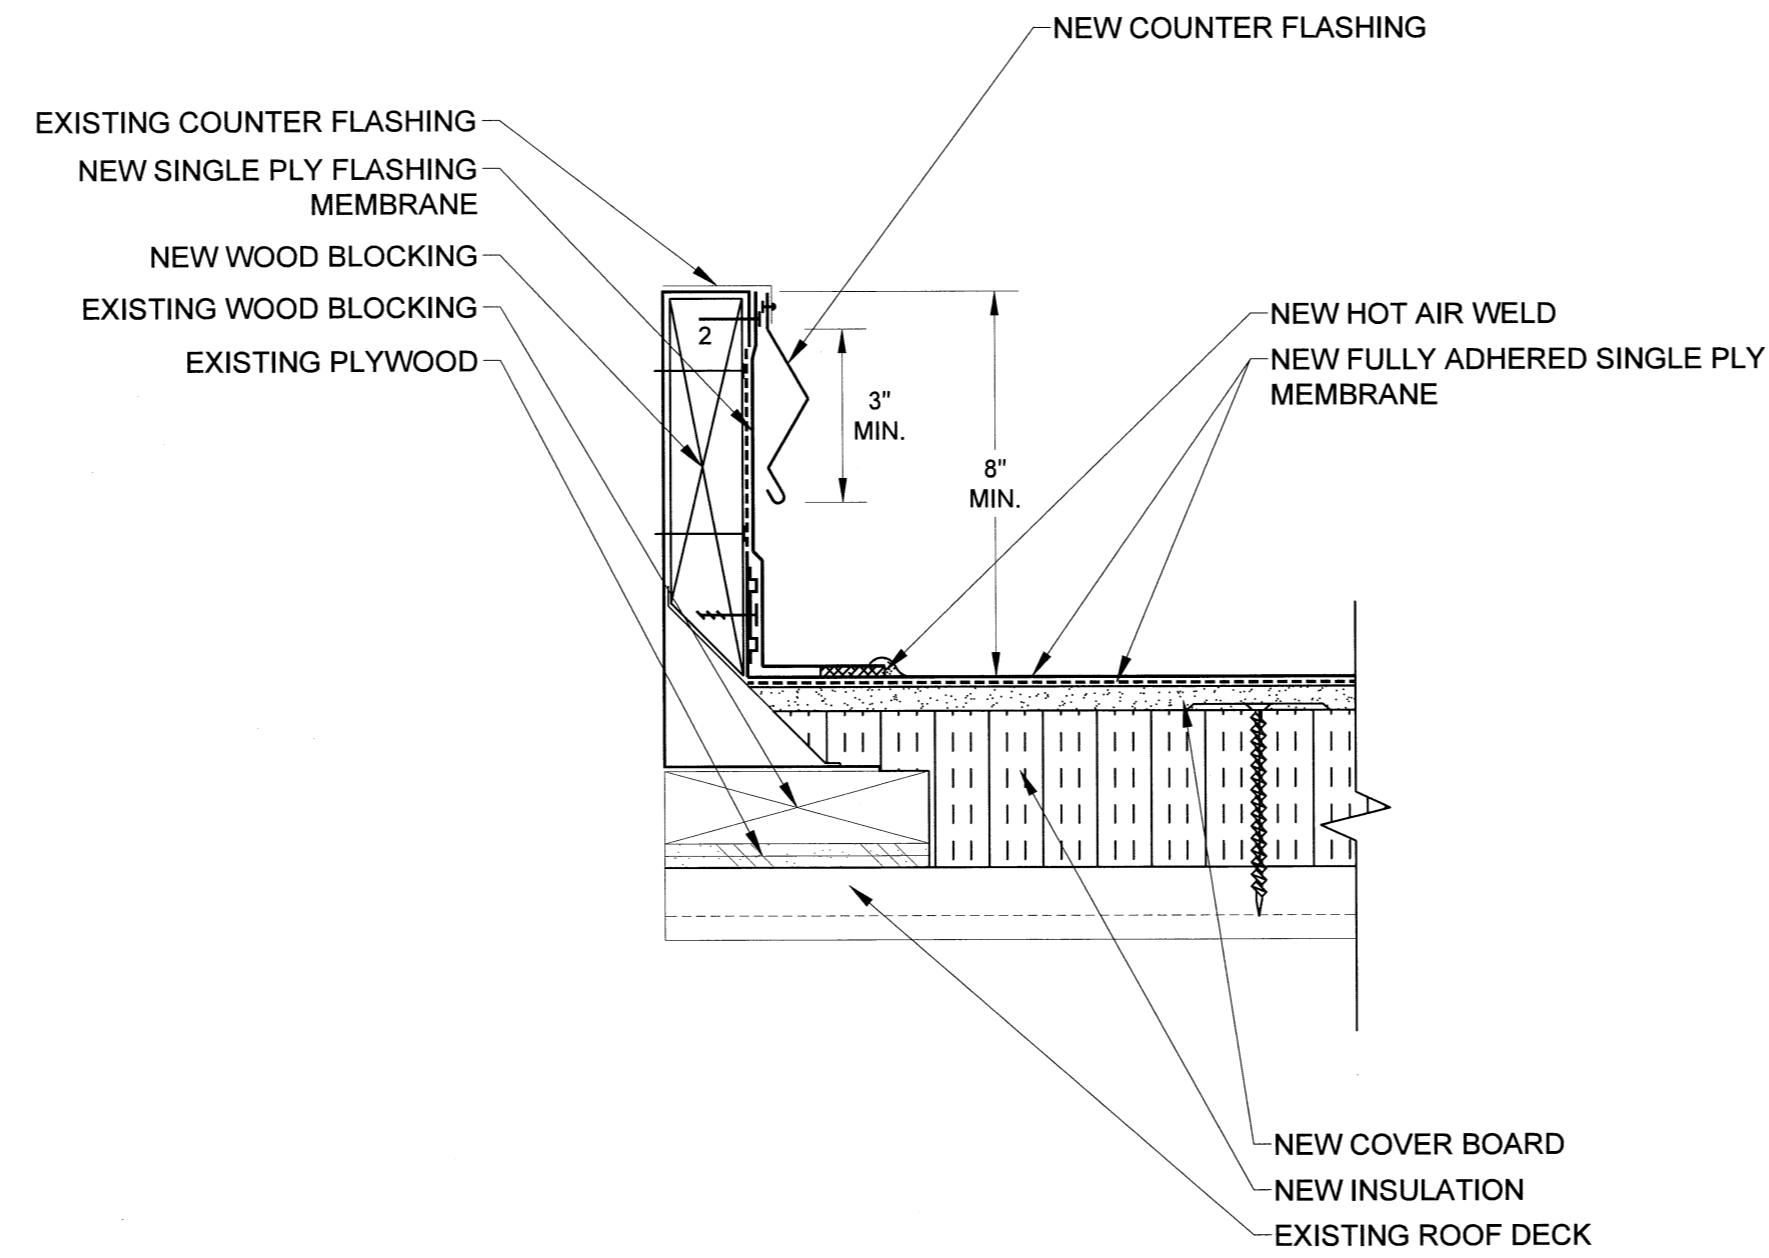 NEW COUNTER FLASHING
EXISTING COUNTER FLASHING
NEW SINGLE PLY FLASHING
MEMBRANE
NEW WOOD BLOCKING
EXISTING WOOD BLOCKING
EXISTING PLYWOOD
2
3"
MIN.
8"
MIN.
NEW HOT AIR WELD
NEW FULLY ADHERED SINGLE PLY
MEMBRANE
NEW COVER BOARD
NEW INSULATION
EXISTING ROOF DECK